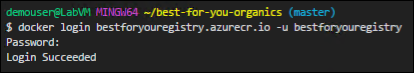 demouser@LabVM MINGW64 ~/best-for-you-organics (master)
$ docker login bestforyouregistry.azurecr.io -u bestforyouregistry
Password:
Login Succeeded